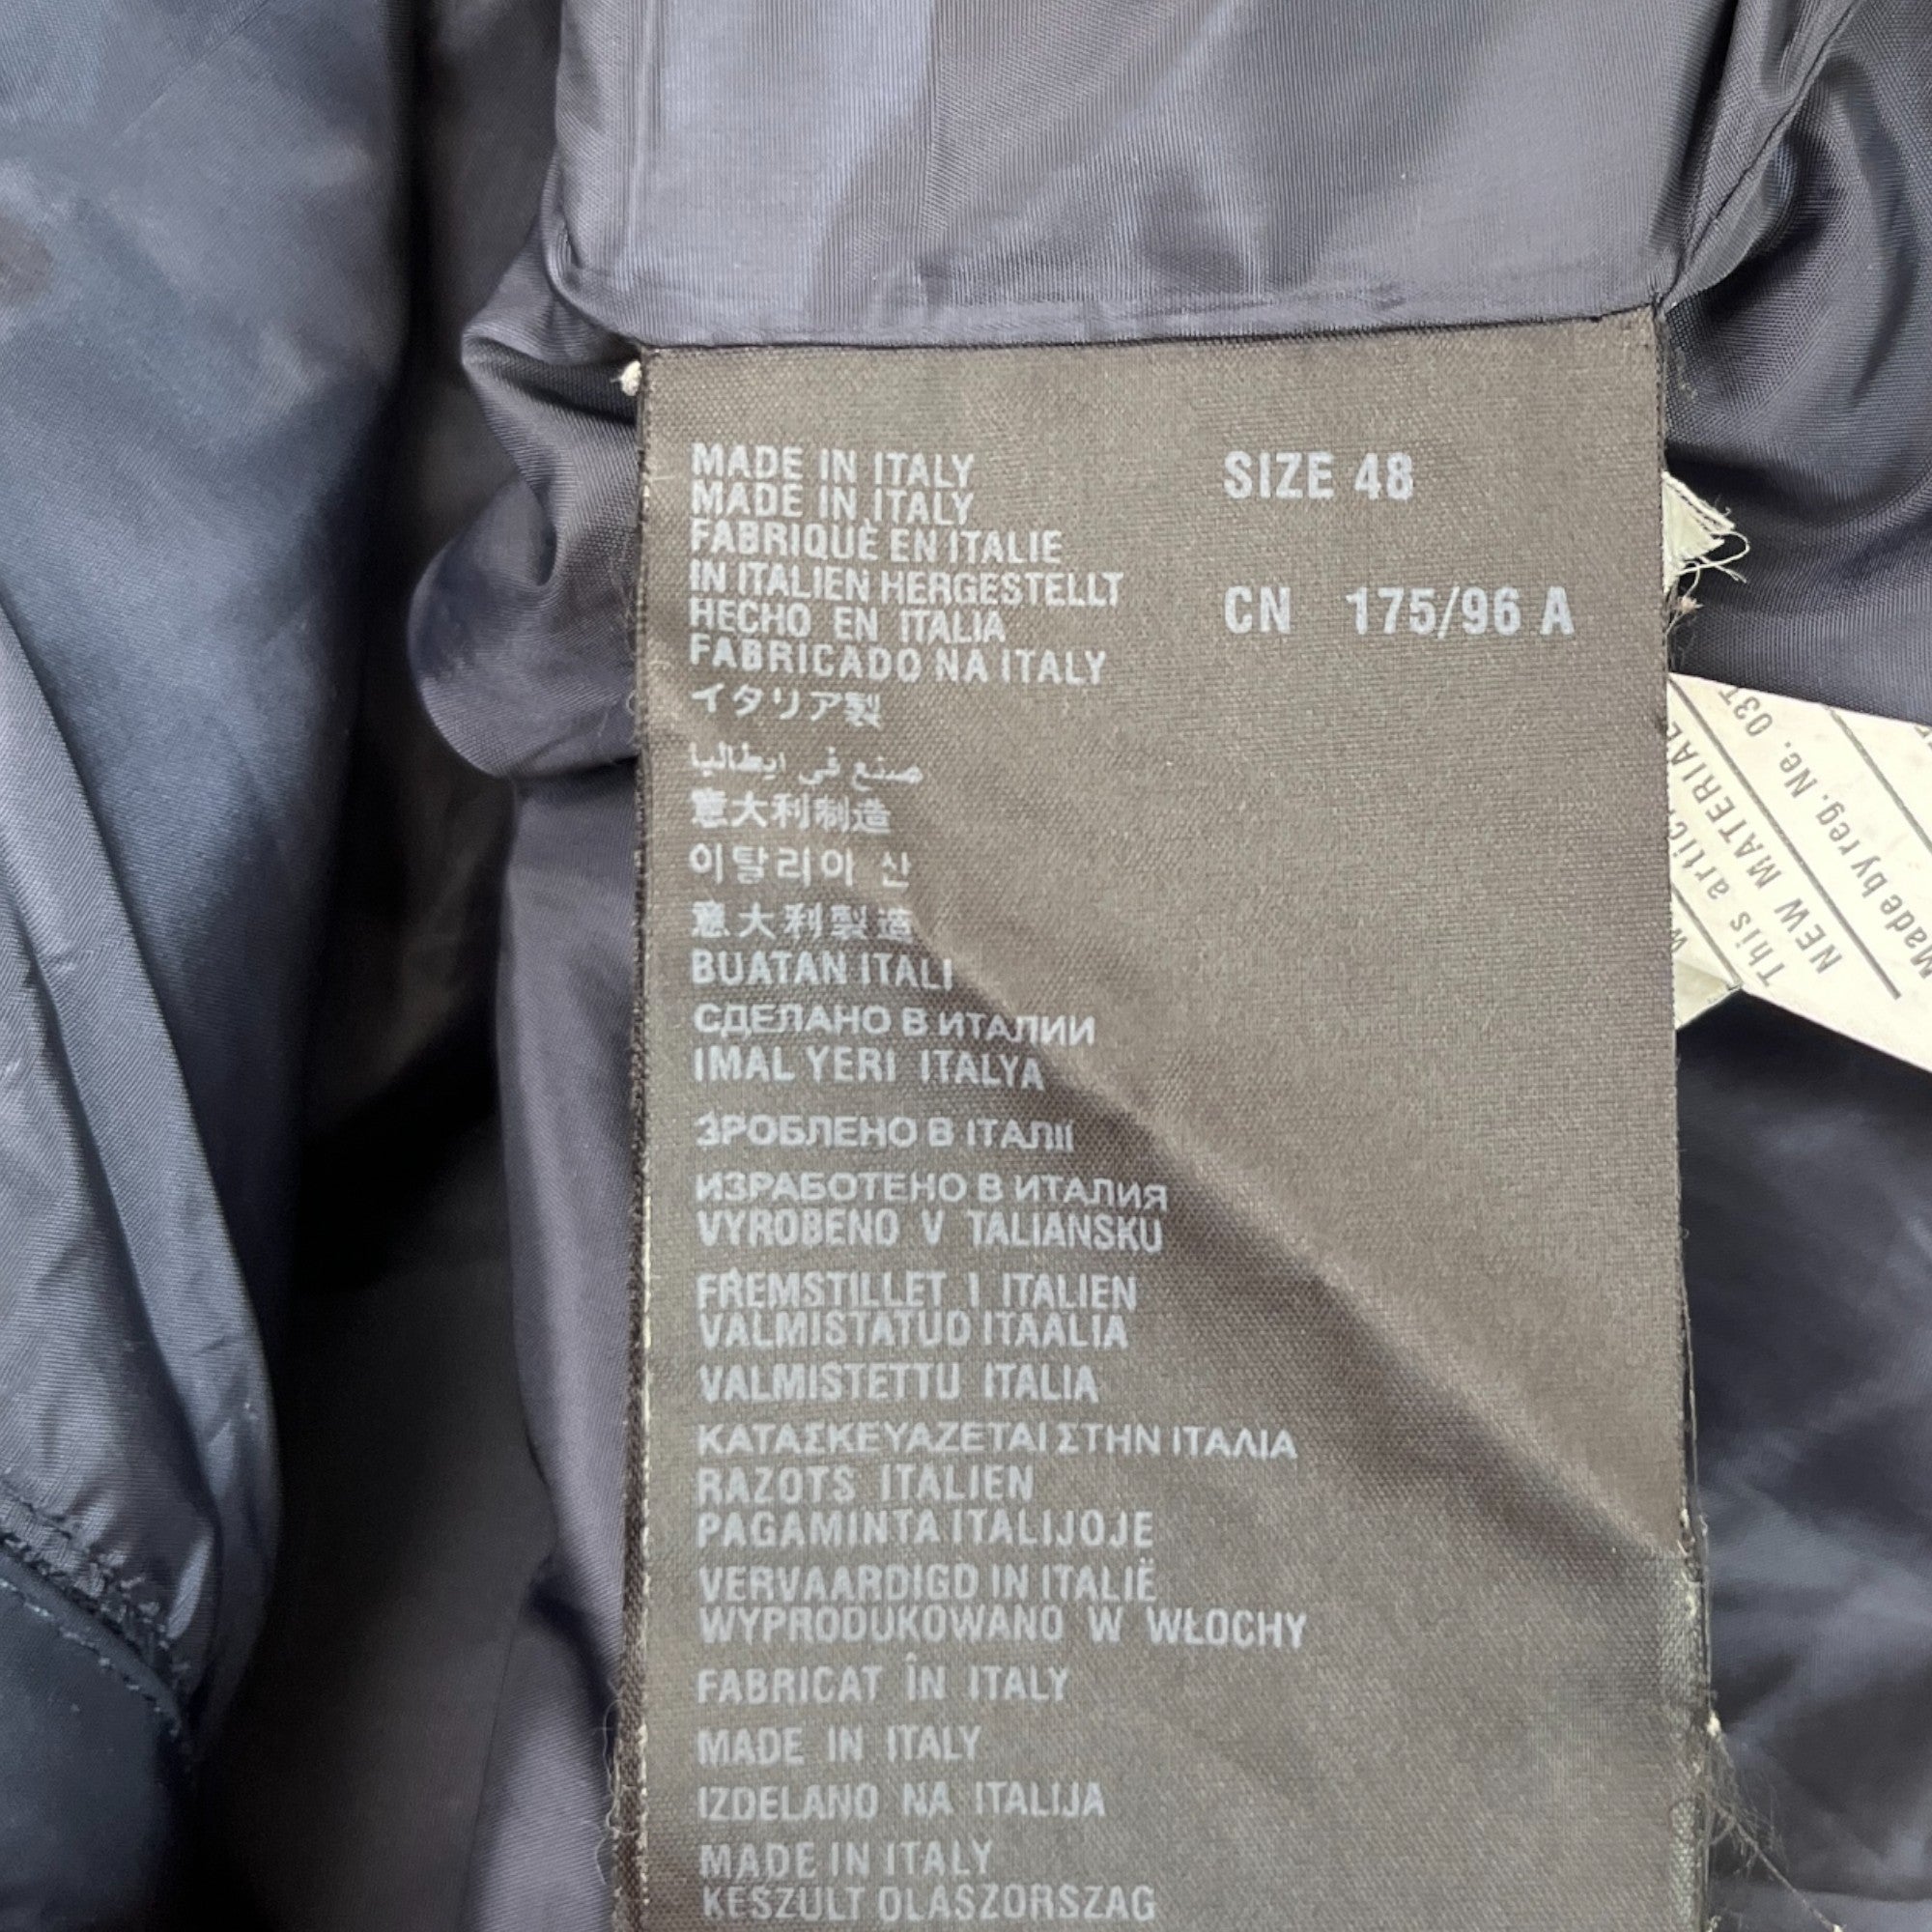 MADE IN ITALY
MADE IN ITALY
FABRIQUÈ EN ITALIE
IN ITALIEN HERGESTELLT
HECHO EN ITALIA
FABRICADO NA ITALY
イタリア製
صنع في ايطاليا
意大利制造
이탈리아 산
意大利製造
BUATAN ITALI
СДЕЛАНО В ИТАЛИИ
IMAL YERI ITALYA
ЗРОБЛЕНО В ІТАЛІІ
ИЗРАБОТЕНО В ИТАЛИЯ
VYROBENO V TALIANSKU
FREMSTILLET I ITALIEN
VALMISTATUD ITAALIA
VALMISTETTU ITALIA
ΚΑΤΑΣΚΕΥΑΖΕΤΑΙ ΣΤΗΝ ΙΤΑΛΙΑ
RAZOTS ITALIEN
PAGAMINTA ITALIJOJE
VERVAARDIGD IN ITALIË
WYPRODUKOWANO W WŁOCHY
FABRICAT ÎN ITALY
MADE IN ITALY
IZDELANO NA ITALIJA
MADE IN ITALY
KESZULT OLASZORSZAG
SIZE 48
CN 175/96 A
This
NEW MATERIAL
Made by reg. Ne. 03T